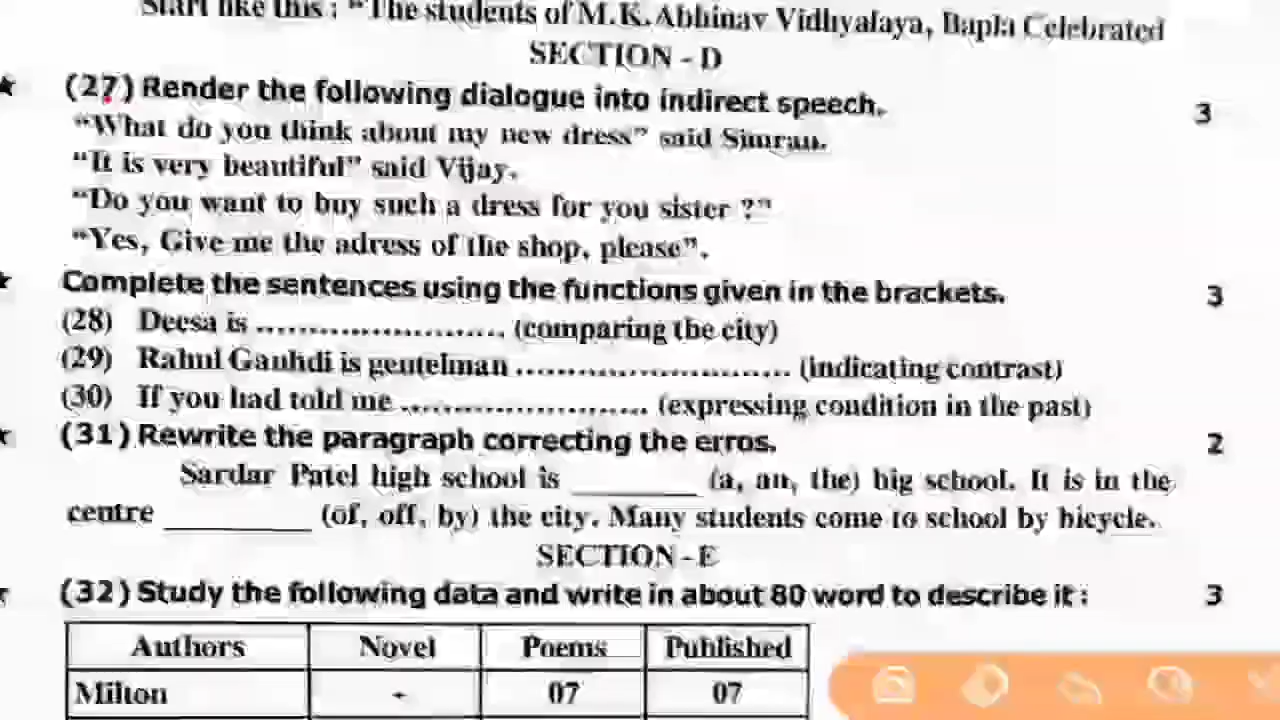 Start like this : "The students of M.K.Abhinav Vidhyalaya, Bapla Celebrated
SECTION - D
(27) Render the following dialogue into indirect speech. 3
"What do you think about my new dress" said Simran.
"It is very beautiful" said Vijay.
"Do you want to buy such a dress for you sister ?"
"Yes, Give me the adress of the shop, please".
Complete the sentences using the functions given in the brackets. 3
(28) Deesa is ........................ (comparing the city)
(29) Rahul Gauhdi is geutelman ........................... (indicating contrast)
(30) If you had told me ........................ (expressing condition in the past)
(31) Rewrite the paragraph correcting the erros. 2
Sardar Patel high school is ________ (a, an, the) big school. It is in the
centre _________ (of, off, by) the city. Many students come to school by bicycle.
SECTION - E
(32) Study the following data and write in about 80 word to describe it : 3
Authors Novel Poems Published
Milton - 07 07